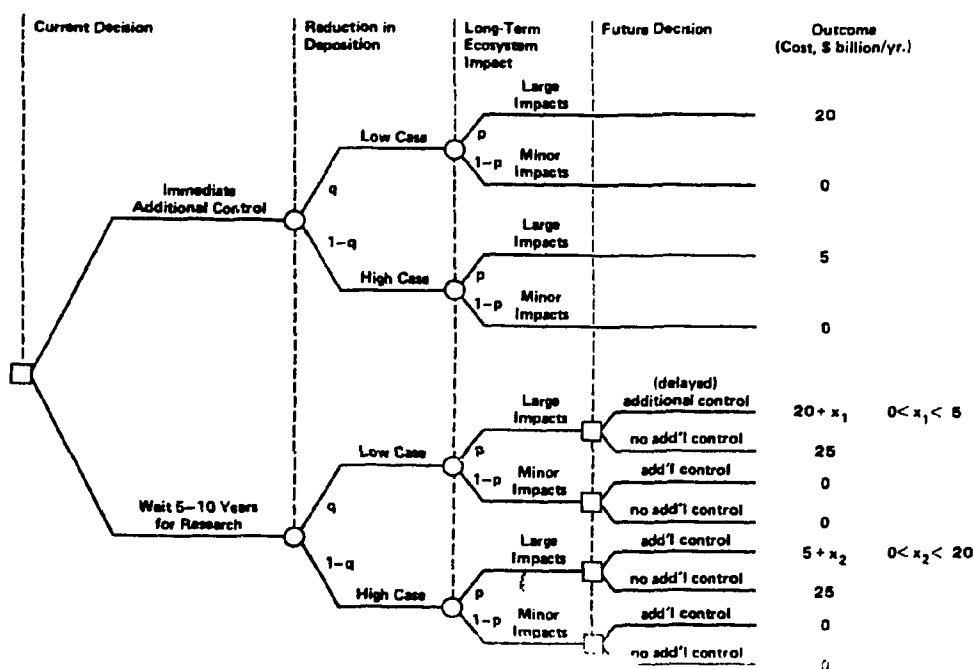 Current Decision
Reduction in
Deposition
Long-Term
Ecosystem
Impact
Future Decision
Outcome
(Cost, $ billion/yr.)
Immediate
Additional Control
q
1-q
Low Case
p
1-p
Large
Impacts
20
Minor
Impacts
0
High Case
p
1-p
Large
Impacts
5
Minor
Impacts
0
Wait 5-10 Years
for Research
q
1-q
Low Case
p
1-p
Large
Impacts
(delayed)
additional control
20 + x₁ 0< x₁ < 5
no add'l control
25
Minor
Impacts
add'l control
0
no add'l control
0
High Case
p
1-p
Large
Impacts
add'l control
5 + x₂ 0< x₂ < 20
no add'l control
25
Minor
Impacts
add'l control
0
no add'l control
0